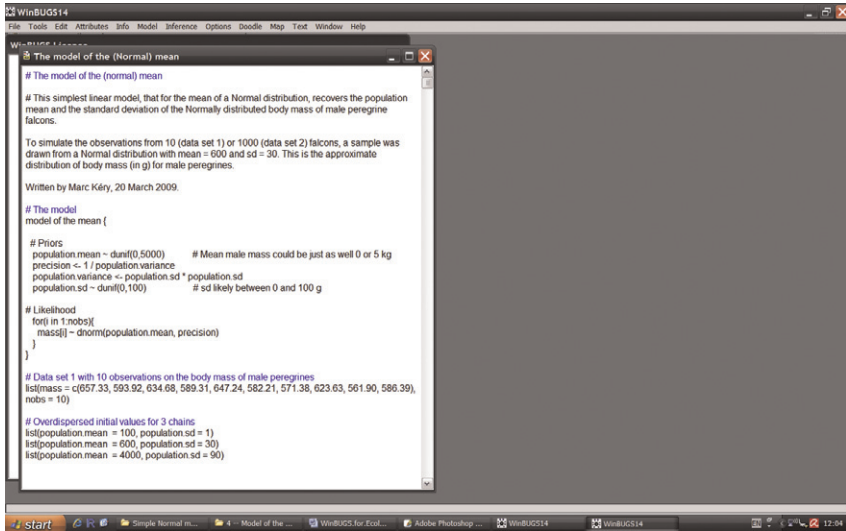 WinBUGS14
File Tools Edit Attributes Info Model Inference Options Doodle Map Text Window Help
The model of the (Normal) mean
# The model of the (normal) mean
# This simplest linear model, that for the mean of a Normal distribution, recovers the population
mean and the standard deviation of the Normally distributed body mass of male peregrine
falcons.
To simulate the observations from 10 (data set 1) or 1000 (data set 2) falcons, a sample was
drawn from a Normal distribution with mean = 600 and sd = 30. This is the approximate
distribution of body mass (in g) for male peregrines.
Written by Marc Kéry, 20 March 2009.
# The model
model of the mean {
# Priors
population.mean ~ dunif(0,5000) # Mean male mass could be just as well 0 or 5 kg
precision <- 1 / population.variance
population.variance <- population.sd * population.sd
population.sd ~ dunif(0,100) # sd likely between 0 and 100 g
# Likelihood
for(i in 1:nobs){
mass[i] ~ dnorm(population.mean, precision)
}
}
# Data set 1 with 10 observations on the body mass of male peregrines
list(mass = c(657.33, 593.92, 634.68, 589.31, 647.24, 582.21, 571.38, 623.63, 561.90, 586.39),
nobs = 10)
# Overdispersed initial values for 3 chains
list(population.mean = 100, population.sd = 1)
list(population.mean = 600, population.sd = 30)
list(population.mean = 4000, population.sd = 90)
start Simple Normal m... 4 -- Model of the ... WinBUGS.for.Ecol... Adobe Photoshop ... WinBUGS14 WinBUGS14 12:04